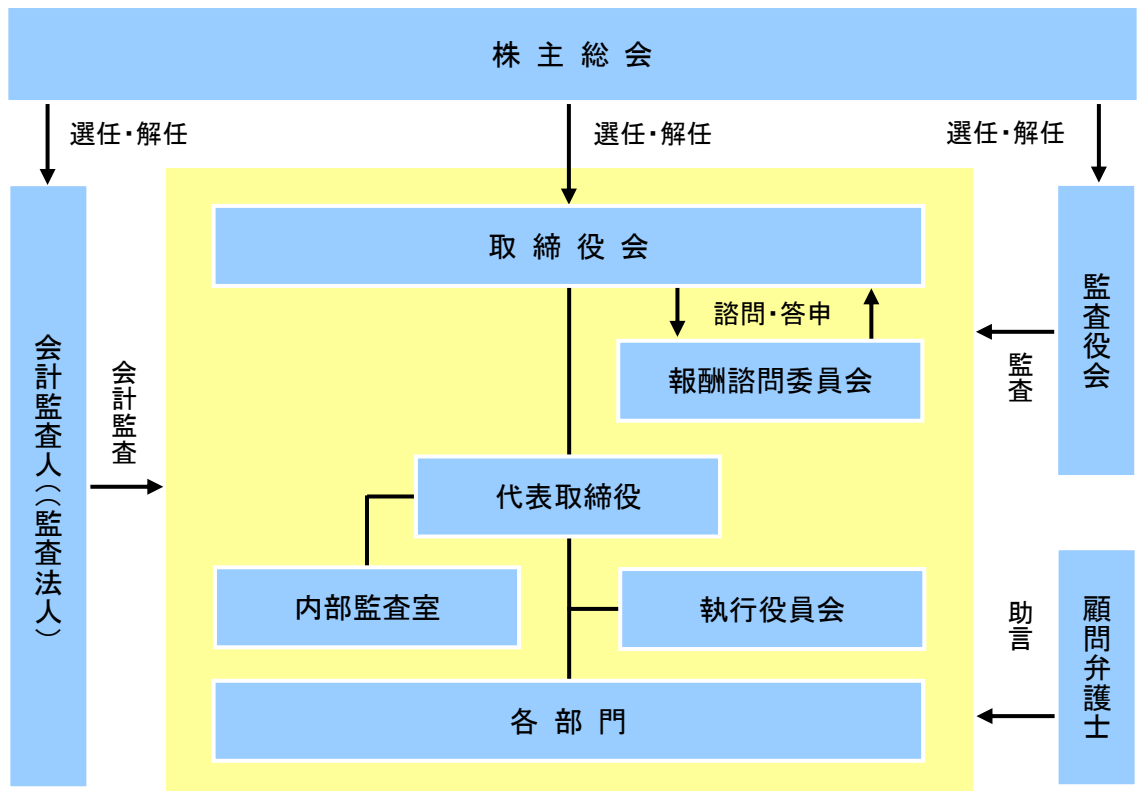 株主総会
選任・解任
選任・解任
選任・解任
取締役会
諮問・答申
報酬諮問委員会
会計監査人（（監査法人）
会計監査
監査役会
監査
代表取締役
内部監査室
執行役員会
助言
顧問弁護士
各部門